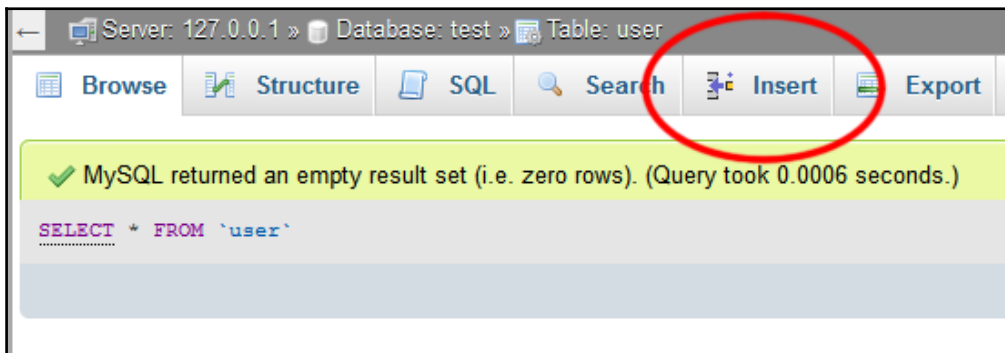 ← Server: 127.0.0.1 » Database: test » Table: user
Browse Structure SQL Search Insert Export
MySQL returned an empty result set (i.e. zero rows). (Query took 0.0006 seconds.)
SELECT * FROM `user`